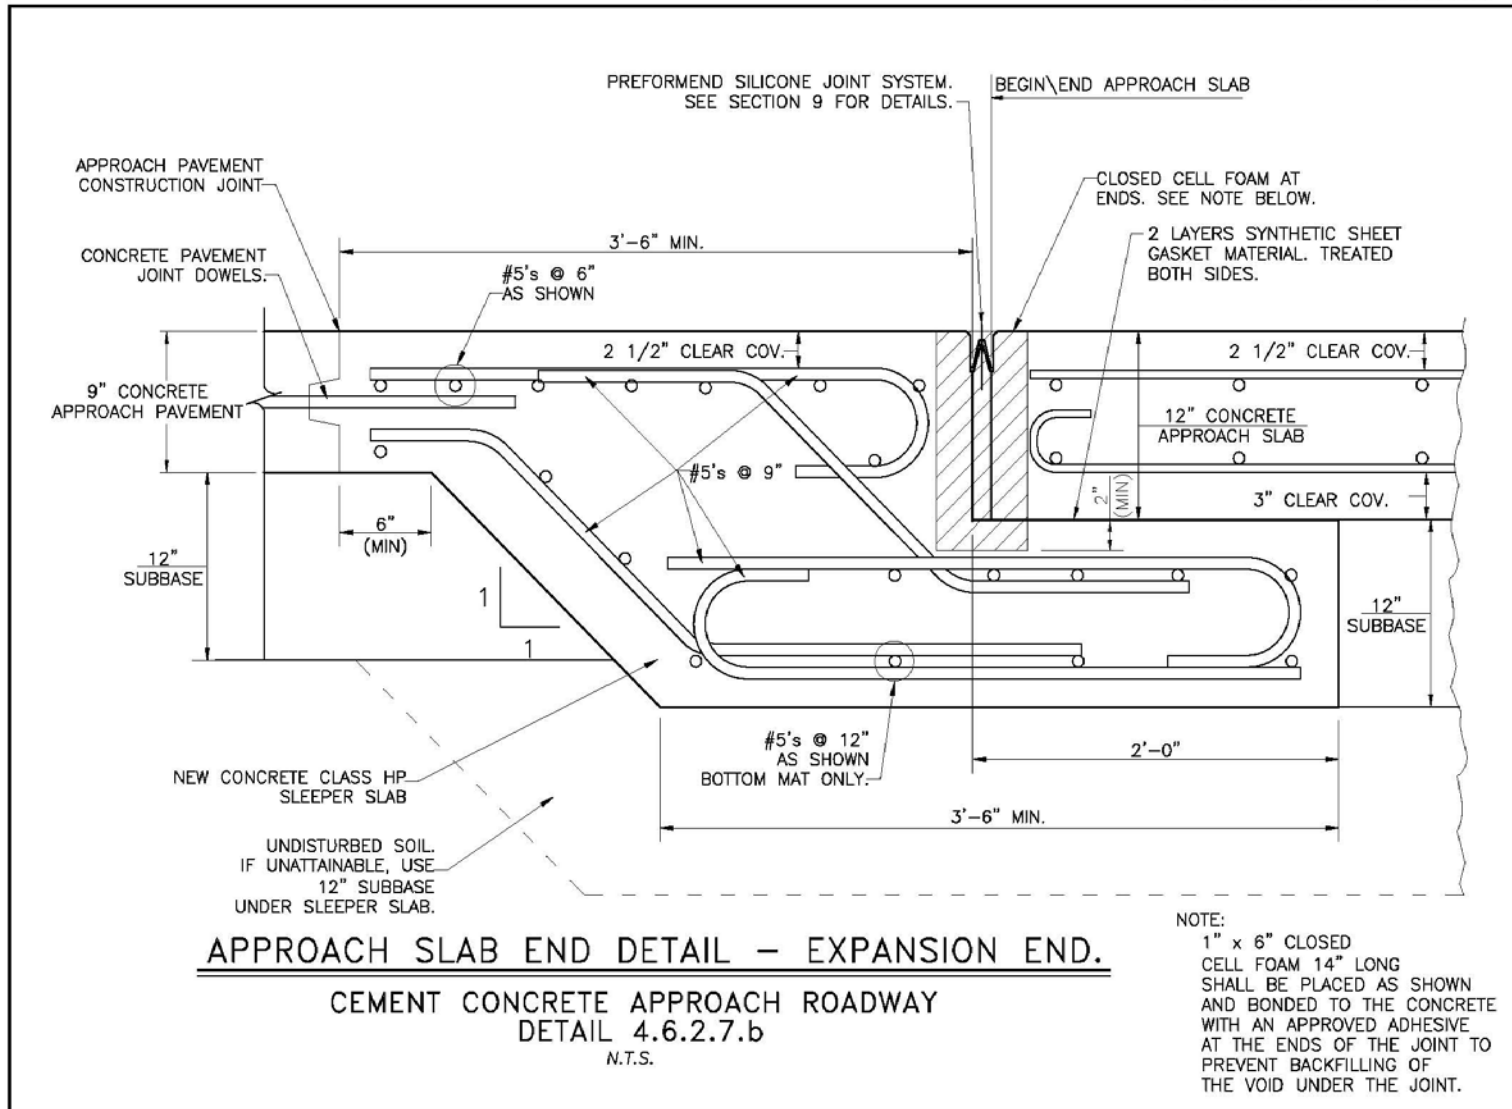 PREFORMEND SILICONE JOINT SYSTEM.
SEE SECTION 9 FOR DETAILS.
BEGIN\END APPROACH SLAB
APPROACH PAVEMENT
CONSTRUCTION JOINT
CLOSED CELL FOAM AT
ENDS. SEE NOTE BELOW.
3'-6" MIN.
2 LAYERS SYNTHETIC SHEET
GASKET MATERIAL. TREATED
BOTH SIDES.
CONCRETE PAVEMENT
JOINT DOWELS.
#5's @ 6"
AS SHOWN
2 1/2" CLEAR COV.
2 1/2" CLEAR COV.
9" CONCRETE
APPROACH PAVEMENT
12" CONCRETE
APPROACH SLAB
#5's @ 9"
2"
(MIN)
3" CLEAR COV.
6"
(MIN)
12"
SUBBASE
1
1
12"
SUBBASE
#5's @ 12"
AS SHOWN
BOTTOM MAT ONLY.
2'-0"
NEW CONCRETE CLASS HP
SLEEPER SLAB
3'-6" MIN.
UNDISTURBED SOIL.
IF UNATTAINABLE, USE
12" SUBBASE
UNDER SLEEPER SLAB.
APPROACH SLAB END DETAIL - EXPANSION END.
CEMENT CONCRETE APPROACH ROADWAY
DETAIL 4.6.2.7.b
N.T.S.
NOTE:
1" x 6" CLOSED
CELL FOAM 14" LONG
SHALL BE PLACED AS SHOWN
AND BONDED TO THE CONCRETE
WITH AN APPROVED ADHESIVE
AT THE ENDS OF THE JOINT TO
PREVENT BACKFILLING OF
THE VOID UNDER THE JOINT.